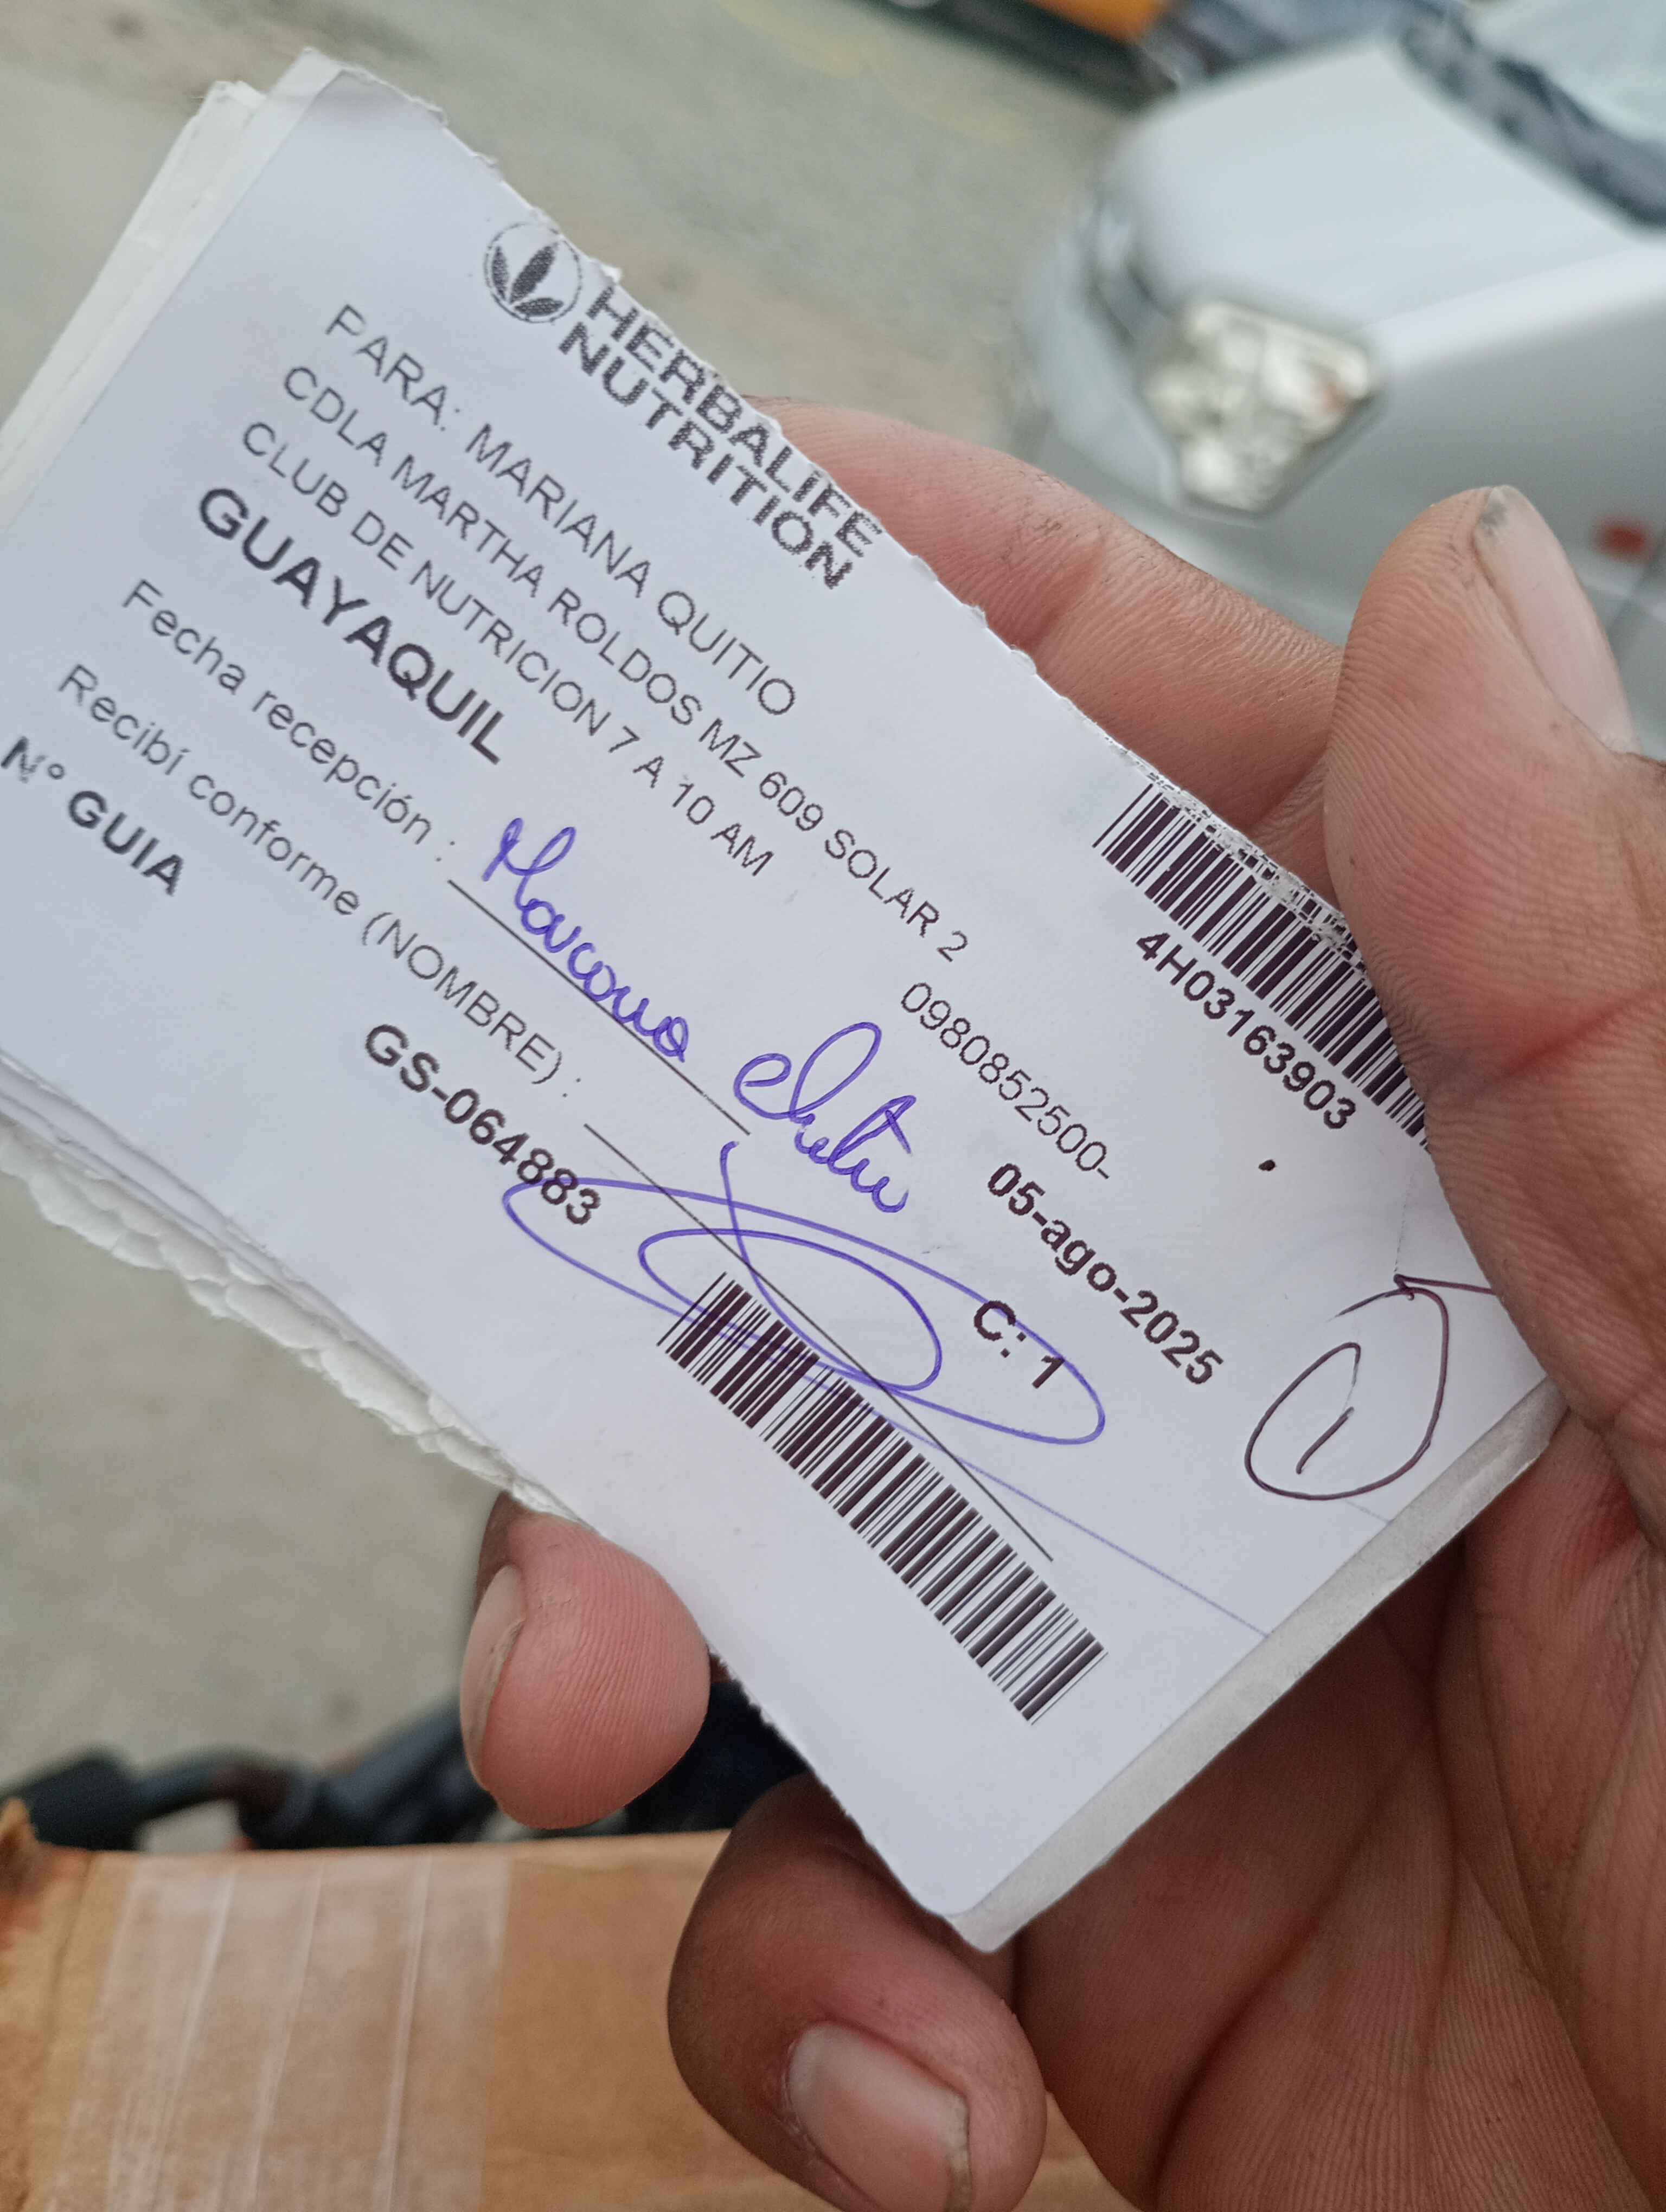 HERBALIFE
NUTRITION
4H03163903
PARA: MARIANA QUITIO
CDLA MARTHA ROLDOS MZ 609 SOLAR 2
0980852500-
CLUB DE NUTRICION 7 A 10 AM
GUAYAQUIL
05-ago-2025
1
Fecha recepción :
Recibí conforme (NOMBRE) :
C: 1
N° GUIA
GS-064883